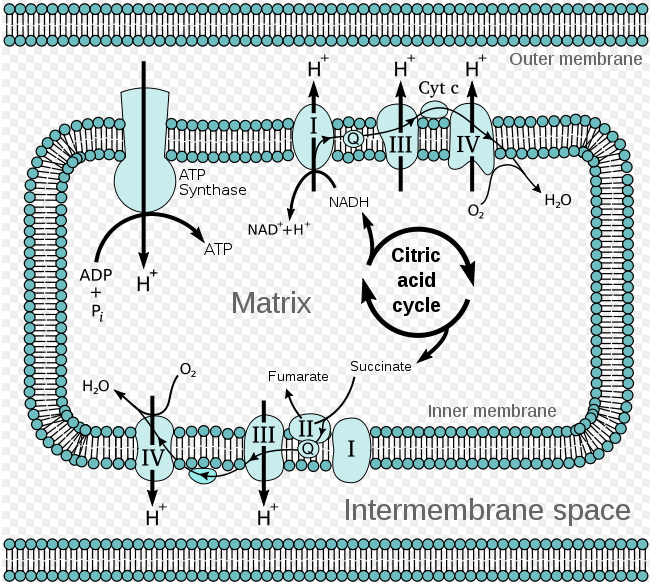 Outer membrane
H+
H+
H+
Cyt c
I
Q
III
IV
ATP
Synthase
NADH
O2
H2O
NAD++H+
ATP
ADP
+
Pi
H+
Citric
acid
cycle
Matrix
Succinate
Fumarate
O2
H2O
Inner membrane
IV
III
II
Q
I
H+
H+
Intermembrane space